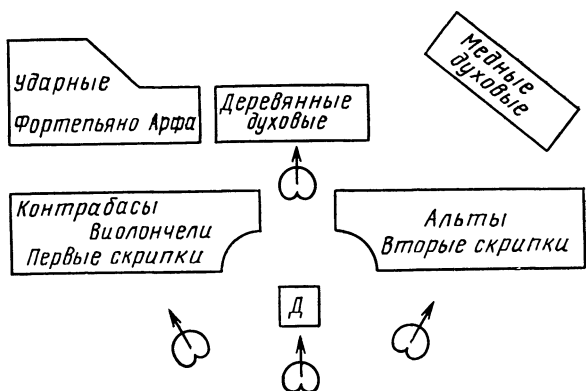 Ударные
Фортепьяно Арфа
Деревянные
духовые
Медные
духовые
Контрабасы
Виолончели
Первые скрипки
Альты
Вторые скрипки
Д